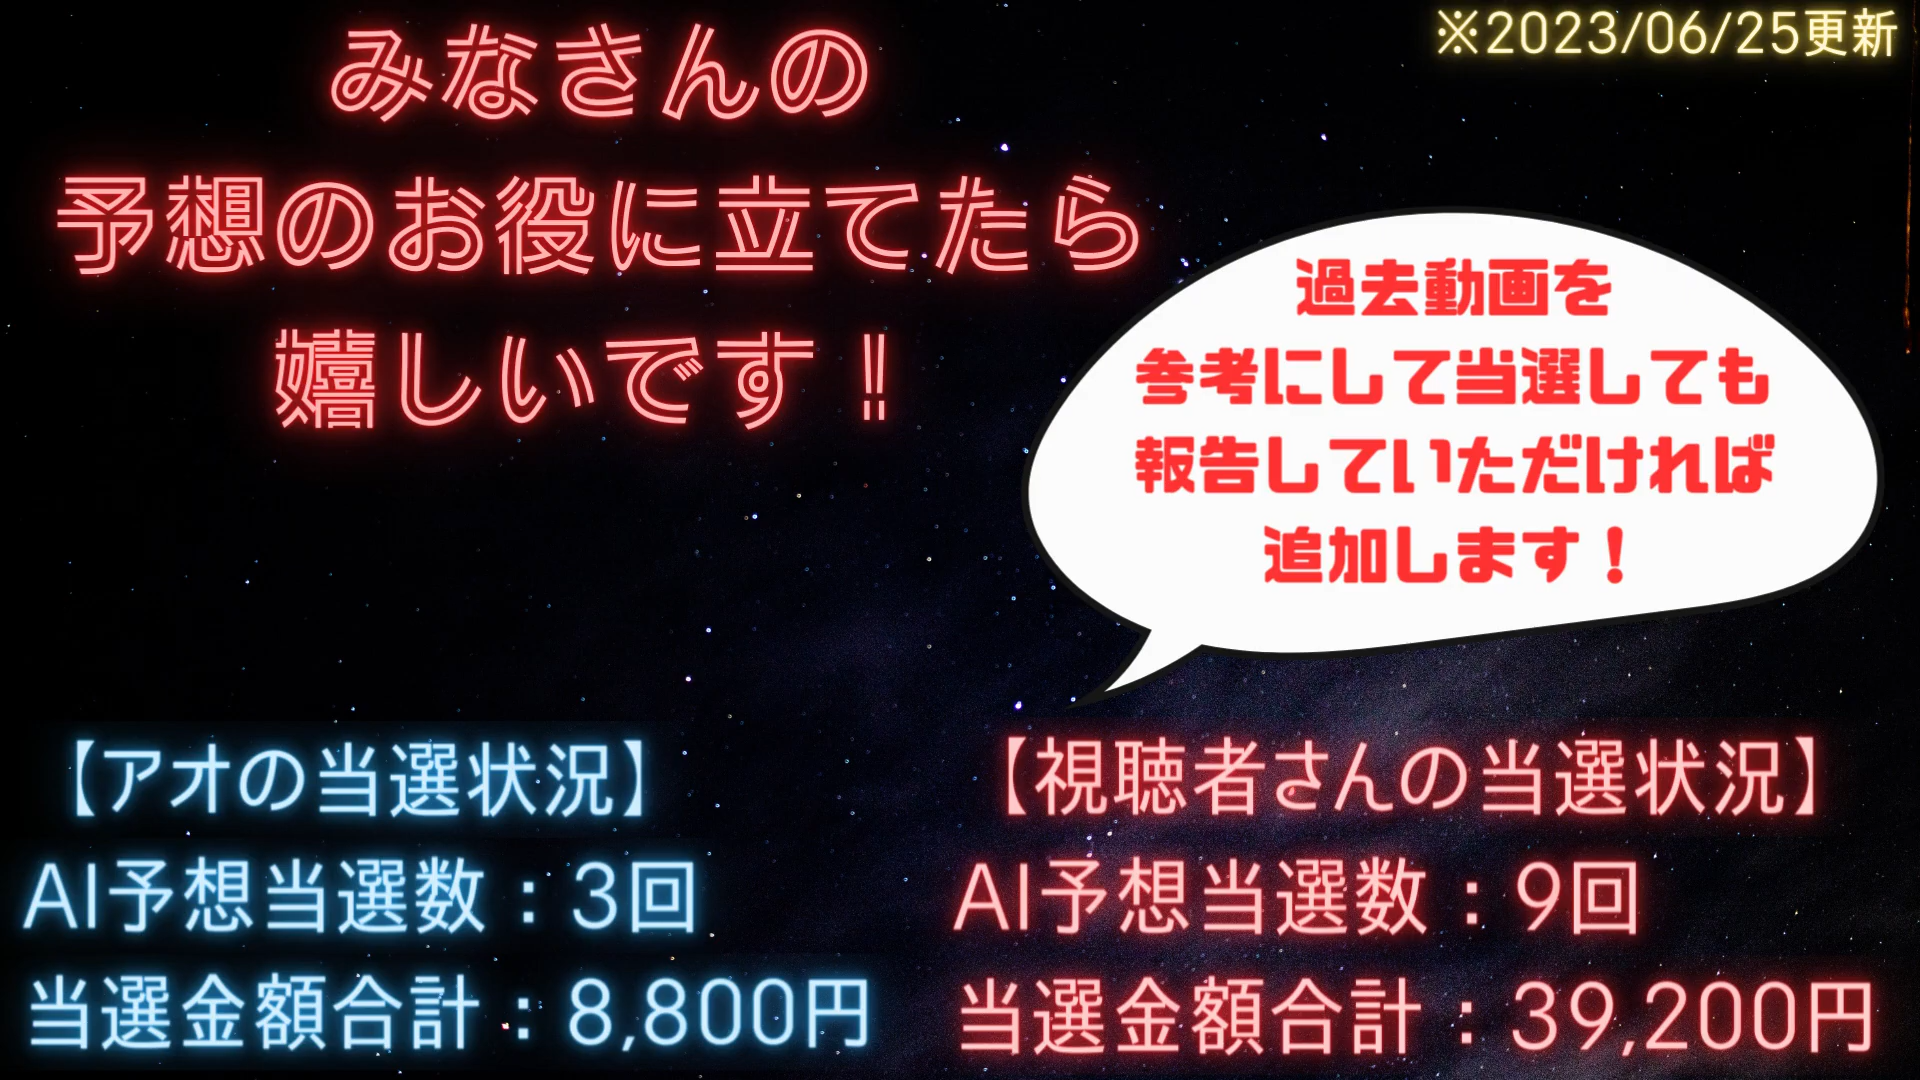 ※2023/06/25更新
みなさんの
予想のお役に立てたら
嬉しいです！！
過去動画を
参考にして当選しても
報告していただければ
追加します！
【アオの当選状況】
AI予想当選数：3回
当選金額合計：8,800円
【視聴者さんの当選状況】
AI予想当選数：9回
当選金額合計：39,200円